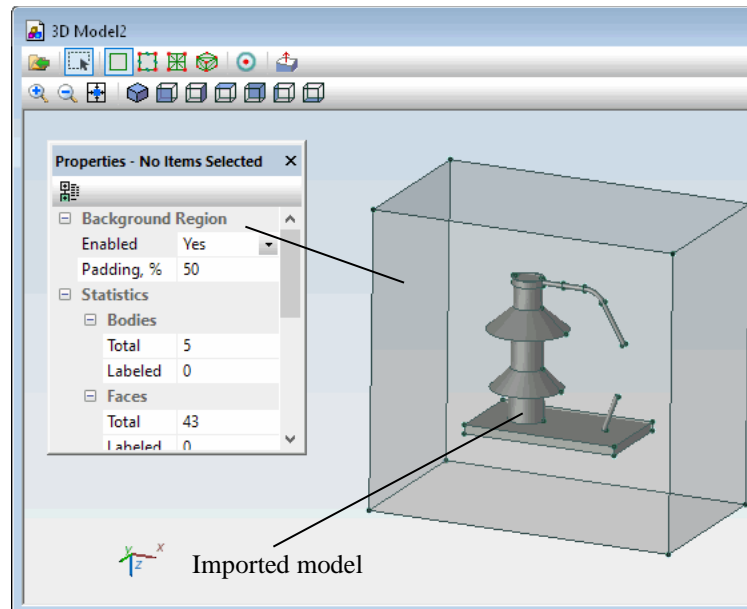 3D Model2
Properties - No Items Selected
Background Region
Enabled Yes
Padding, % 50
Statistics
Bodies
Total 5
Labeled 0
Faces
Total 43
Labeled 0
y x
z
Imported model